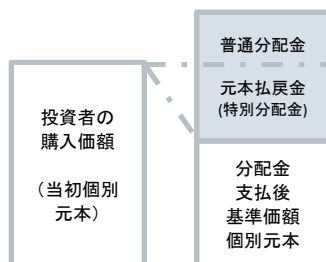 普通分配金
元本払戻金
(特別分配金)
投資者の
購入価額
（当初個別
元本）
分配金
支払後
基準価額
個別元本